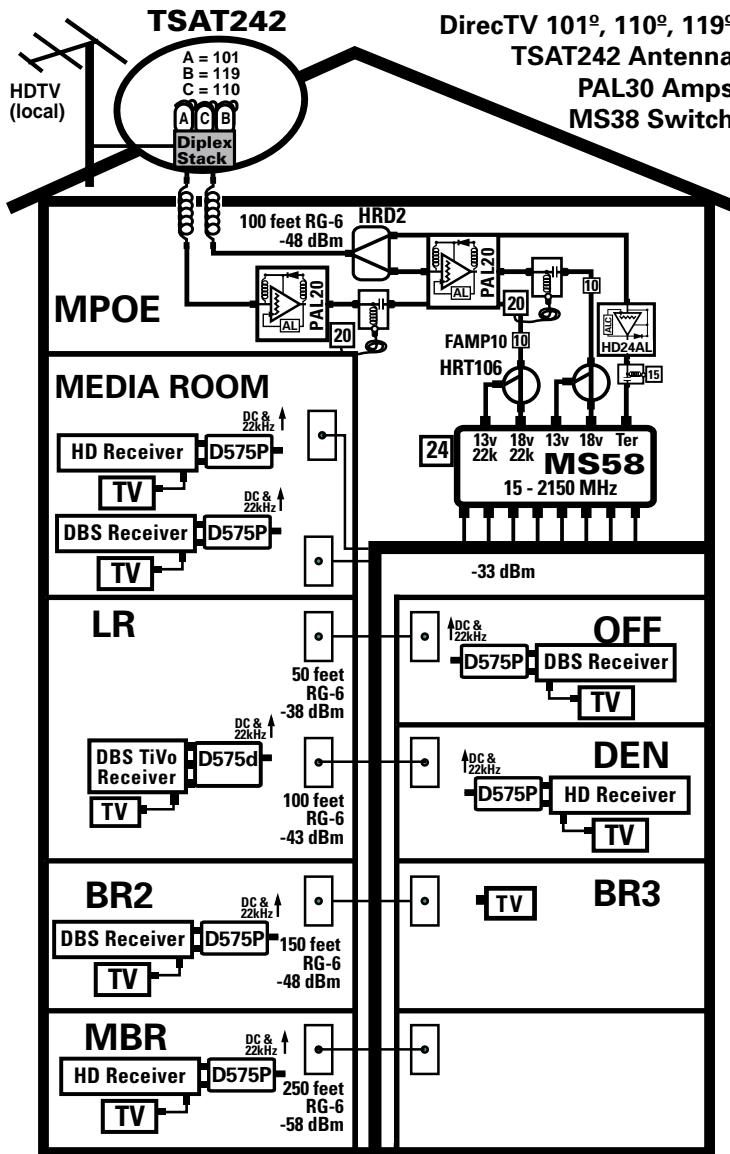 TSAT242
DirecTV 101º, 110º, 119º
TSAT242 Antenna
PAL30 Amps
MS38 Switch
HDTV
(local)
A = 101
B = 119
C = 110
A C B
Diplex
Stack
100 feet RG-6
-48 dBm
HRD2
MPOE
AL
PAL20
20
AL
PAL20
20
10
FAMP10 10
HRT106
ALC
HD24AL
15
24
13v 18v 13v 18v Ter
22k 22k
MS58
15 - 2150 MHz
-33 dBm
MEDIA ROOM
DC &
22kHz
HD Receiver D575P
TV
DC &
22kHz
DBS Receiver D575P
TV
LR
50 feet
RG-6
-38 dBm
DC &
22kHz
DBS TiVo
Receiver
D575d
TV
100 feet
RG-6
-43 dBm
OFF
DC &
22kHz
D575P DBS Receiver
TV
DEN
DC &
22kHz
D575P HD Receiver
TV
BR2
DC &
22kHz
DBS Receiver D575P
TV
150 feet
RG-6
-48 dBm
BR3
TV
MBR
DC &
22kHz
HD Receiver D575P
TV
250 feet
RG-6
-58 dBm